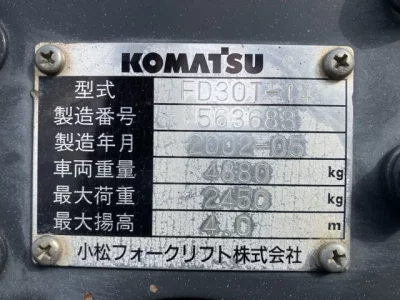 KOMATSU
型式 FD30T-14
製造番号 563683
製造年月 2002-05
車両重量 4880 kg
最大荷重 2450 kg
最大揚高 4.0 m
小松フォークリフト株式会社